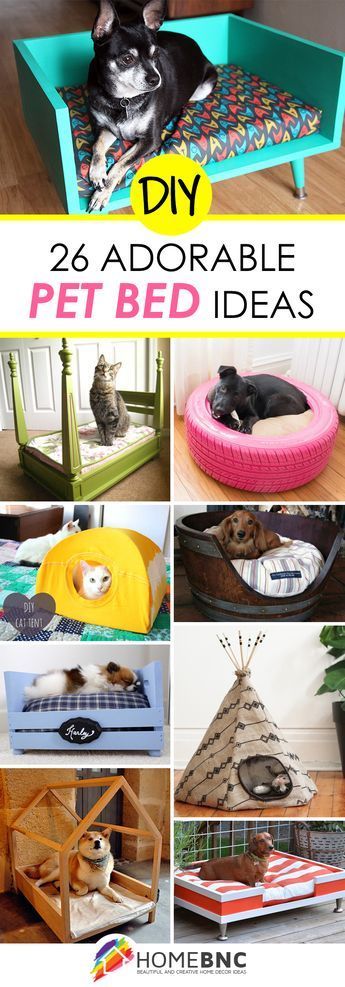 DIY
26 ADORABLE
PET BED IDEAS
DIY
CAT TENT
Harley
HOMEBNC
BEAUTIFUL AND CREATIVE HOME DECOR IDEAS